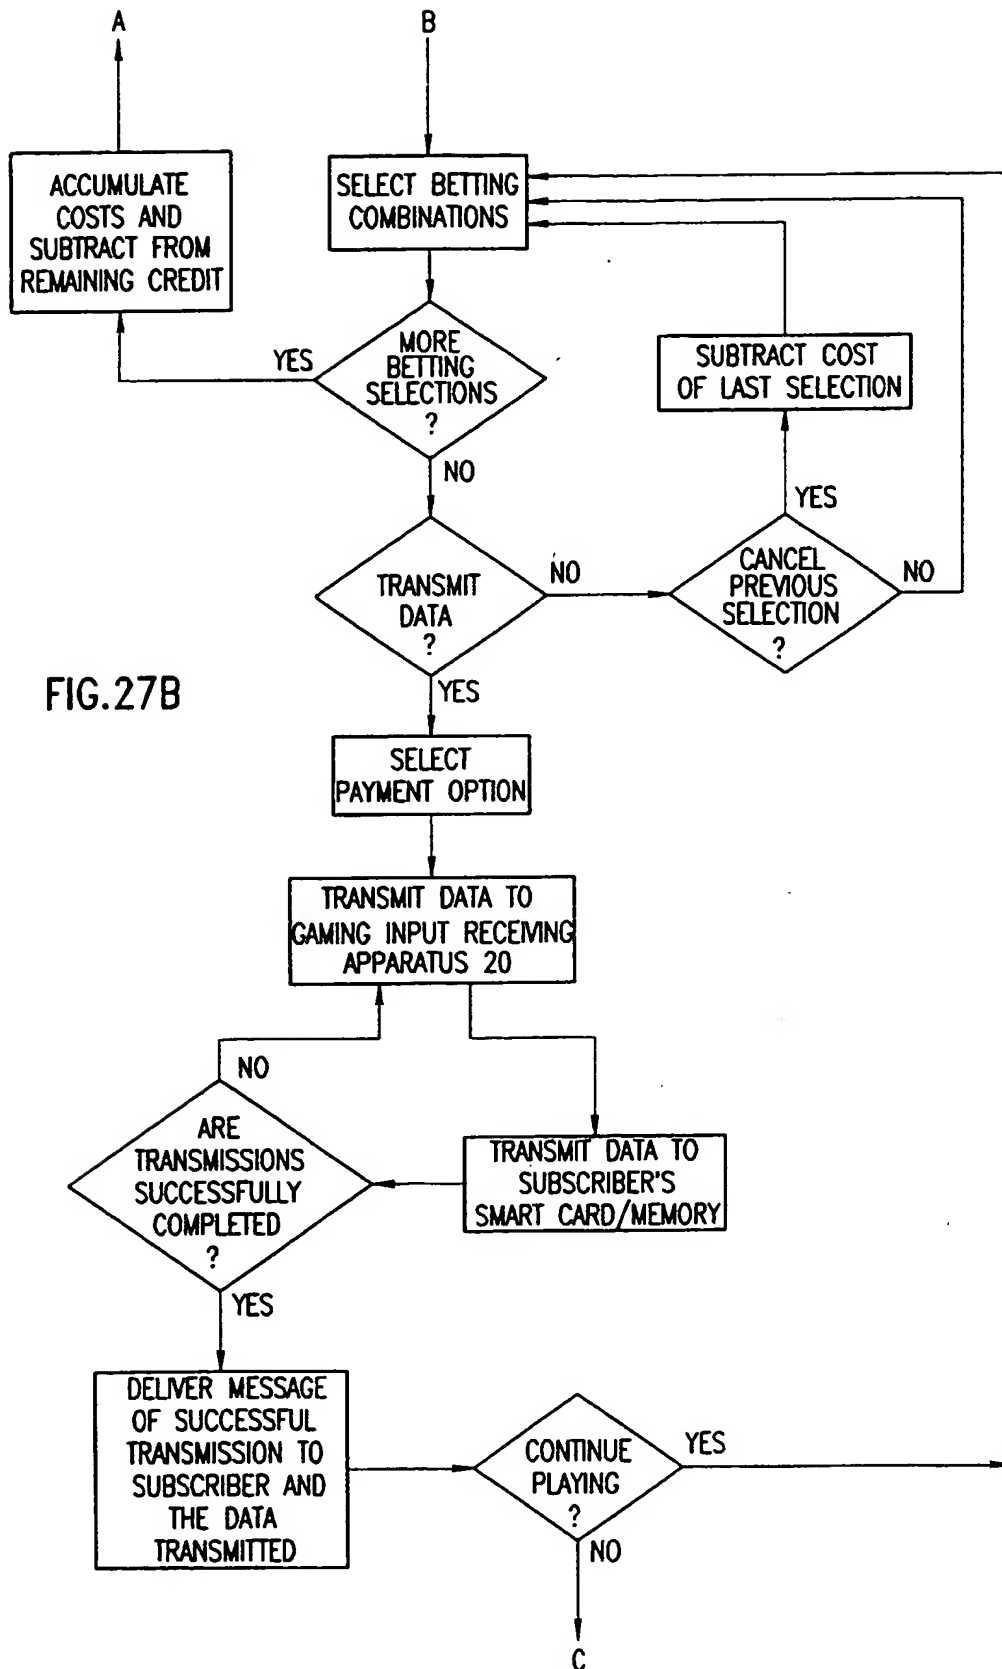 A
B
ACCUMULATE
COSTS AND
SUBTRACT FROM
REMAINING CREDIT
SELECT BETTING
COMBINATIONS
YES
MORE
BETTING
SELECTIONS
?
SUBTRACT COST
OF LAST SELECTION
NO
YES
TRANSMIT
DATA
?
NO
CANCEL
PREVIOUS
SELECTION
?
NO
FIG.27B
YES
SELECT
PAYMENT OPTION
TRANSMIT DATA TO
GAMING INPUT RECEIVING
APPARATUS 20
NO
ARE
TRANSMISSIONS
SUCCESSFULLY
COMPLETED
?
TRANSMIT DATA TO
SUBSCRIBER'S
SMART CARD/MEMORY
YES
DELIVER MESSAGE
OF SUCCESSFUL
TRANSMISSION TO
SUBSCRIBER AND
THE DATA
TRANSMITTED
CONTINUE
PLAYING
?
YES
NO
C